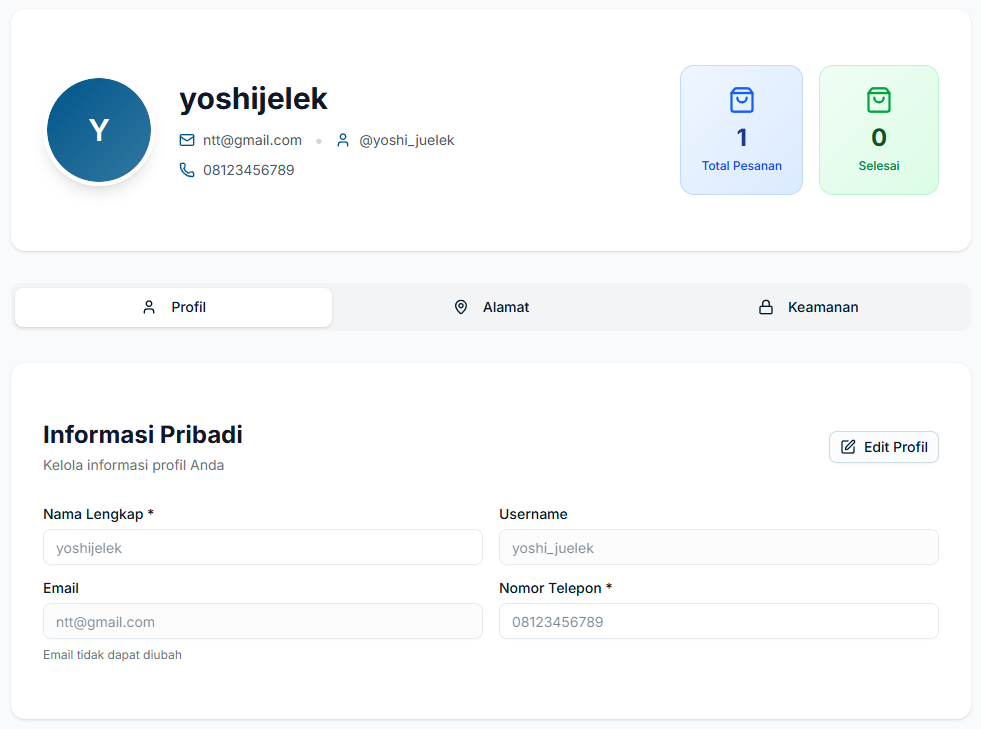 Y
yoshijelek
ntt@gmail.com • @yoshi_juelek
08123456789
1
Total Pesanan
0
Selesai
Profil
Alamat
Keamanan
Informasi Pribadi
Kelola informasi profil Anda
Edit Profil
Nama Lengkap *
yoshijelek
Username
yoshi_juelek
Email
ntt@gmail.com
Email tidak dapat diubah
Nomor Telepon *
08123456789